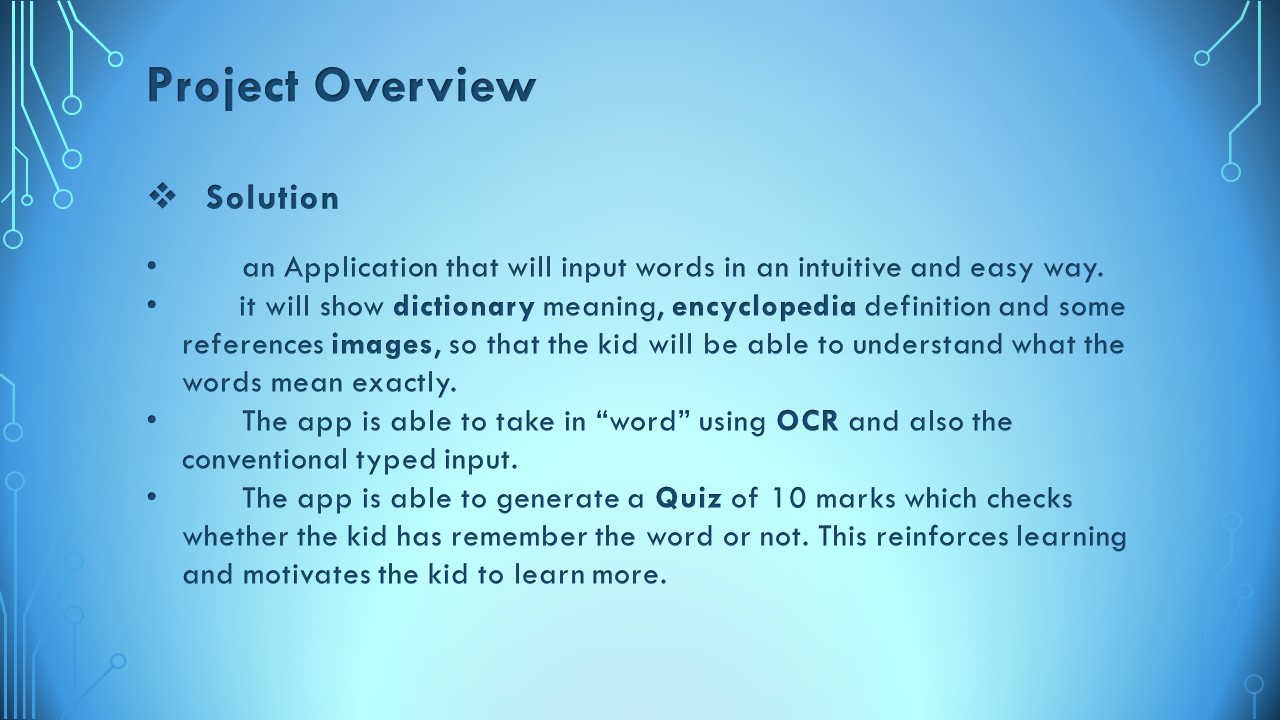 Project Overview
❖ Solution
• an Application that will input words in an intuitive and easy way.
• it will show dictionary meaning, encyclopedia definition and some
references images, so that the kid will be able to understand what the
words mean exactly.
• The app is able to take in “word” using OCR and also the
conventional typed input.
• The app is able to generate a Quiz of 10 marks which checks
whether the kid has remember the word or not. This reinforces learning
and motivates the kid to learn more.